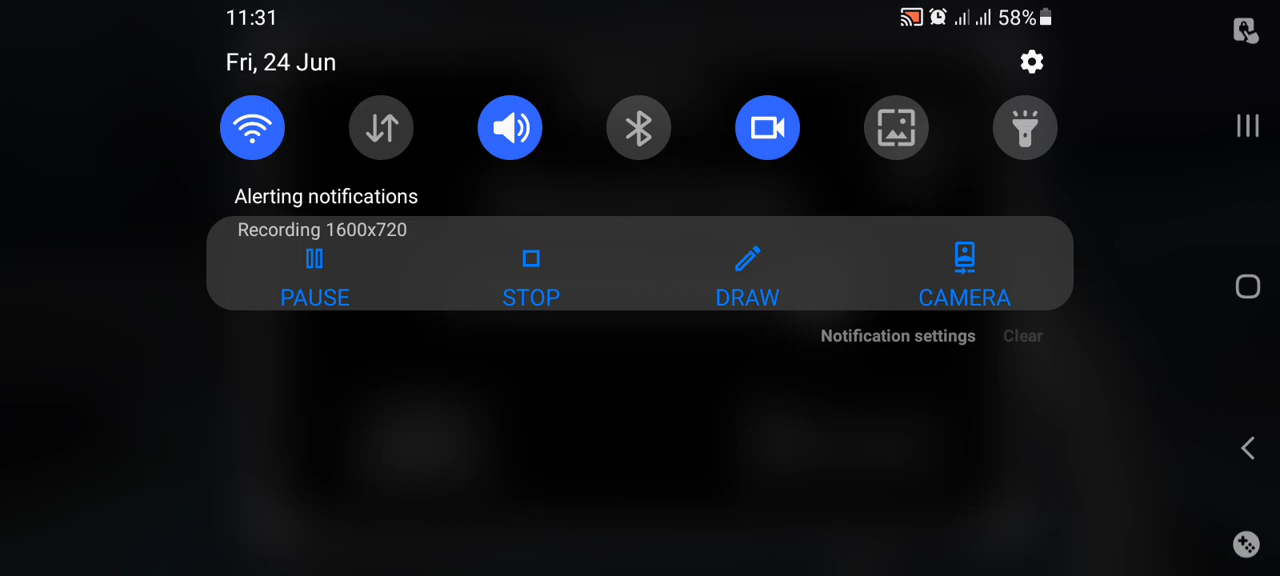 11:31 58%
Fri, 24 Jun
Alerting notifications
Recording 1600x720
PAUSE STOP DRAW CAMERA
Notification settings Clear